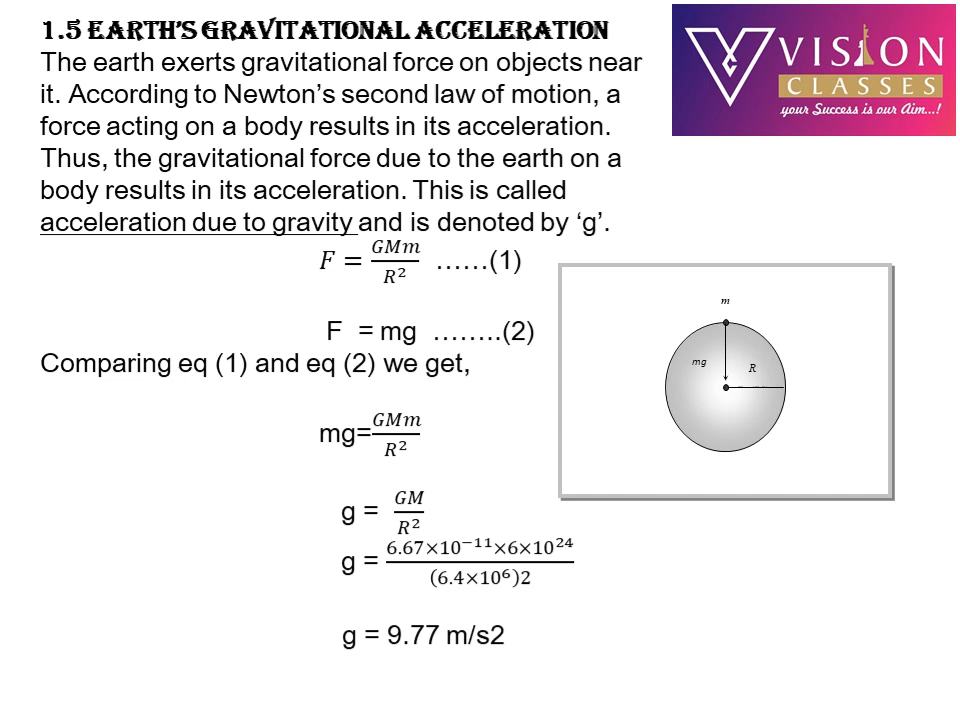 1.5 EARTH'S GRAVITATIONAL ACCELERATION
The earth exerts gravitational force on objects near
it. According to Newton's second law of motion, a
force acting on a body results in its acceleration.
Thus, the gravitational force due to the earth on a
body results in its acceleration. This is called
acceleration due to gravity and is denoted by 'g'.
F = GMm/R² ……(1)
F = mg ……..(2)
Comparing eq (1) and eq (2) we get,
mg=GMm/R²
g = GM/R²
g = 6.67×10⁻¹¹×6×10²⁴/(6.4×10⁶)2
g = 9.77 m/s2
VISION
CLASSES
your Success is our Aim...!
m
mg
R